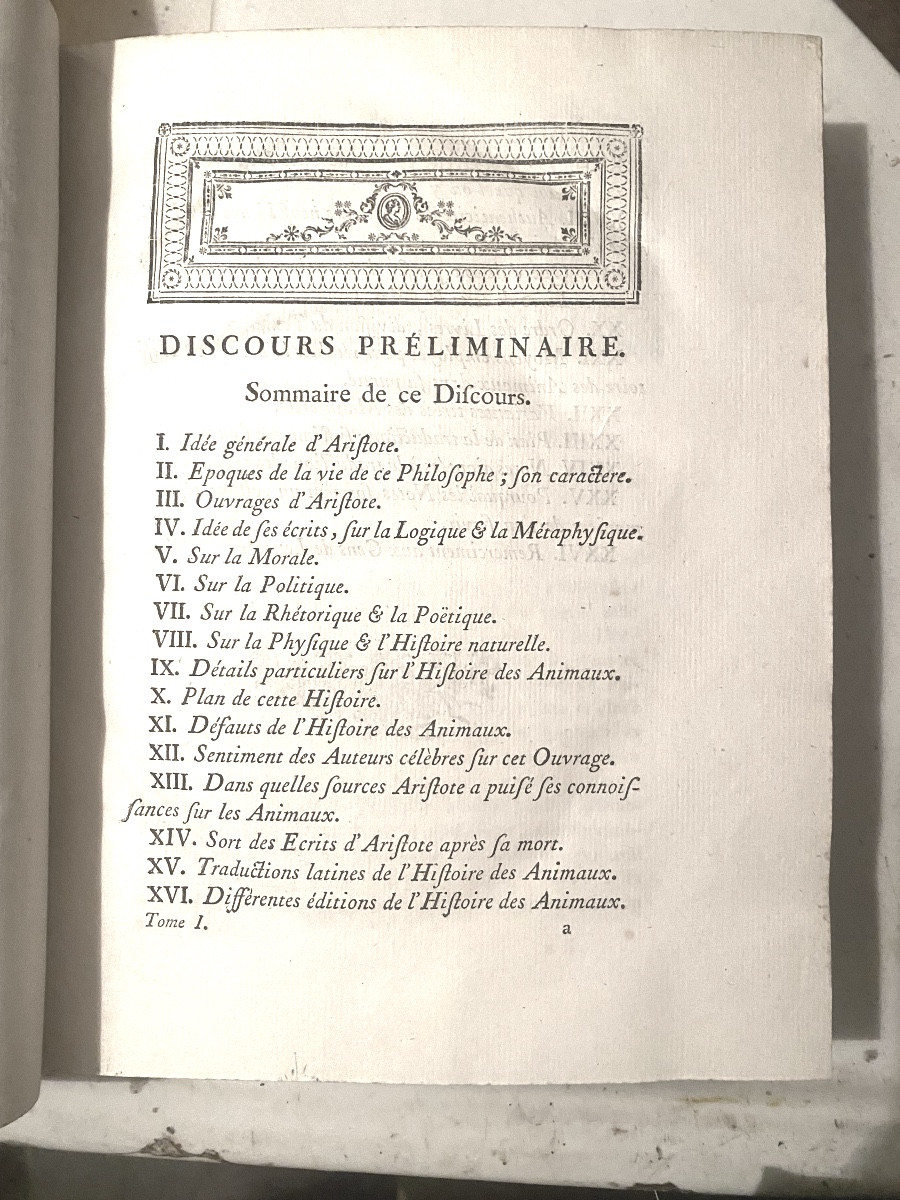 DISCOURS PRÉLIMINAIRE.
Sommaire de ce Diſcours.
I. Idée générale d'Ariſtote.
II. Epoques de la vie de ce Philoſophe ; ſon caractere.
III. Ouvrages d'Ariſtote.
IV. Idée de ſes écrits, ſur la Logique & la Métaphyſique.
V. Sur la Morale.
VI. Sur la Politique.
VII. Sur la Rhétorique & la Poëtique.
VIII. Sur la Phyſique & l'Hiſtoire naturelle.
IX. Détails particuliers ſur l'Hiſtoire des Animaux.
X. Plan de cette Hiſtoire.
XI. Défauts de l'Hiſtoire des Animaux.
XII. Sentiment des Auteurs célèbres ſur cet Ouvrage.
XIII. Dans quelles ſources Ariſtote a puiſé ſes connoiſ-
ſances ſur les Animaux.
XIV. Sort des Ecrits d'Ariſtote après ſa mort.
XV. Traductions latines de l'Hiſtoire des Animaux.
XVI. Différentes éditions de l'Hiſtoire des Animaux.
Tome I. a